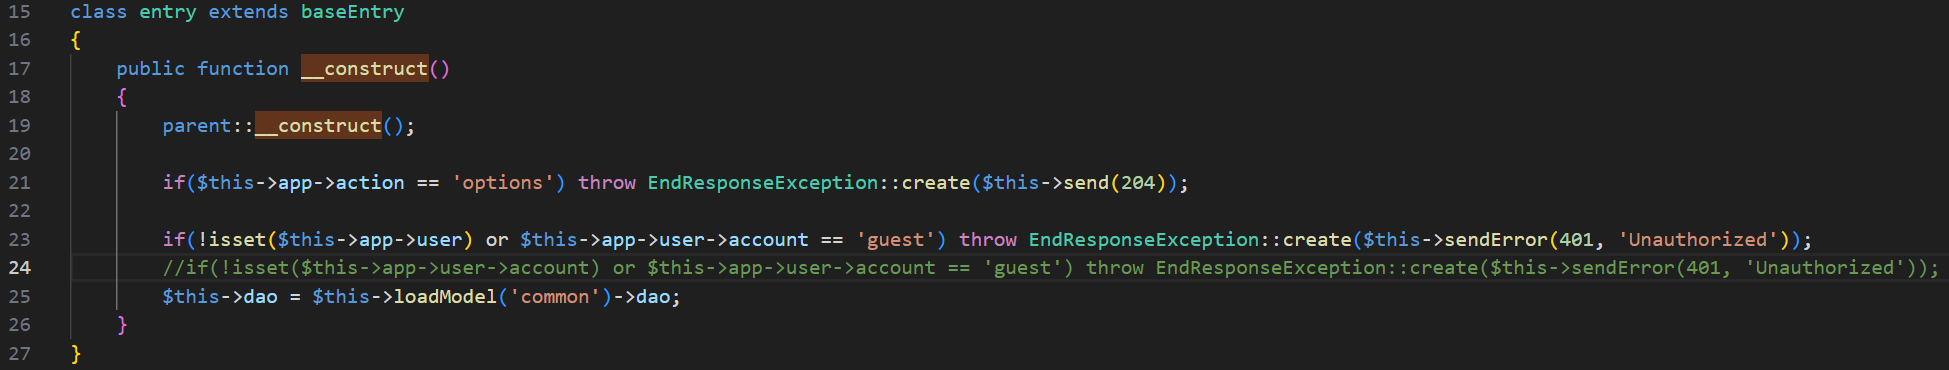 15 class entry extends baseEntry
16 {
17     public function __construct()
18     {
19         parent::__construct();
20
21         if($this->app->action == 'options') throw EndResponseException::create($this->send(204));
22
23         if(!isset($this->app->user) or $this->app->user->account == 'guest') throw EndResponseException::create($this->sendError(401, 'Unauthorized'));
24         //if(!isset($this->app->user->account) or $this->app->user->account == 'guest') throw EndResponseException::create($this->sendError(401, 'Unauthorized'));
25         $this->dao = $this->loadModel('common')->dao;
26     }
27 }